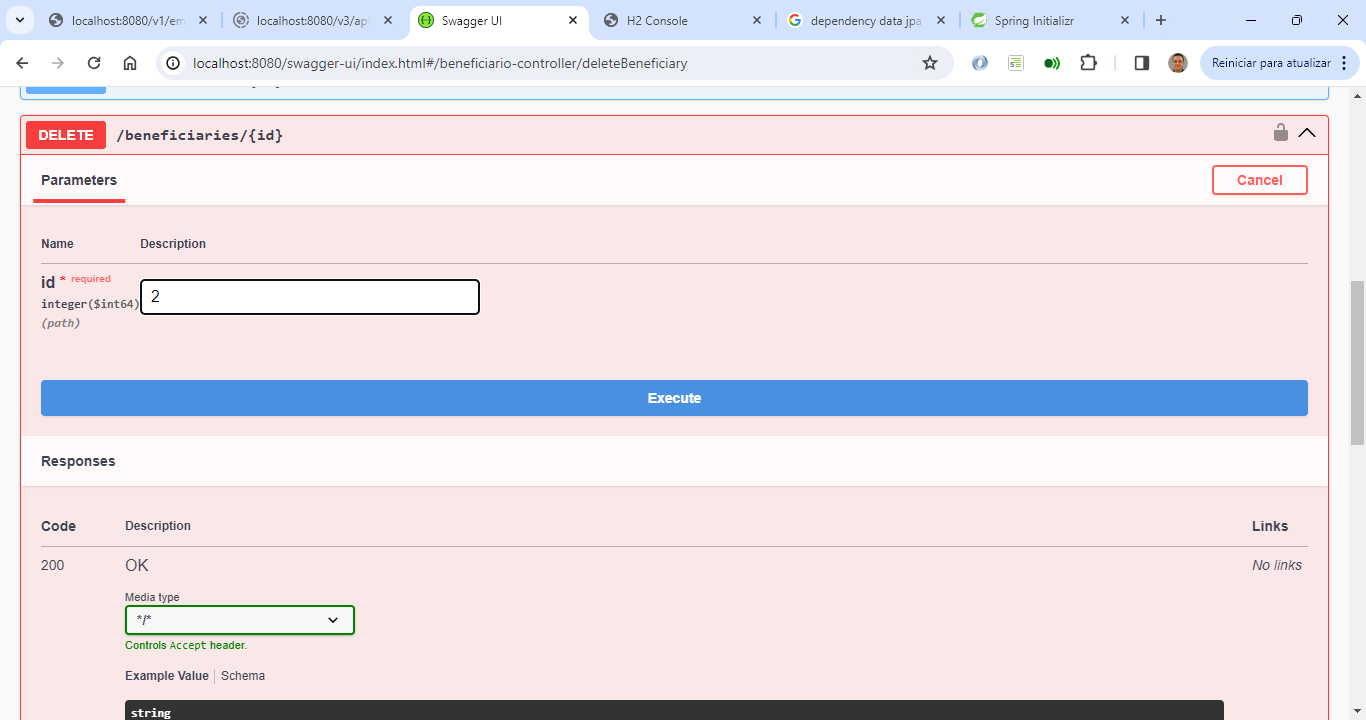 localhost:8080/v1/em
localhost:8080/v3/api
Swagger UI
H2 Console
dependency data jpa
Spring Initializr
localhost:8080/swagger-ui/index.html#/beneficiario-controller/deleteBeneficiary
Reiniciar para atualizar
DELETE /beneficiaries/{id}
Parameters
Cancel
Name Description
id * required
integer($int64)
(path)
2
Execute
Responses
Code Description Links
200 OK No links
Media type
*/*
Controls Accept header.
Example Value Schema
string